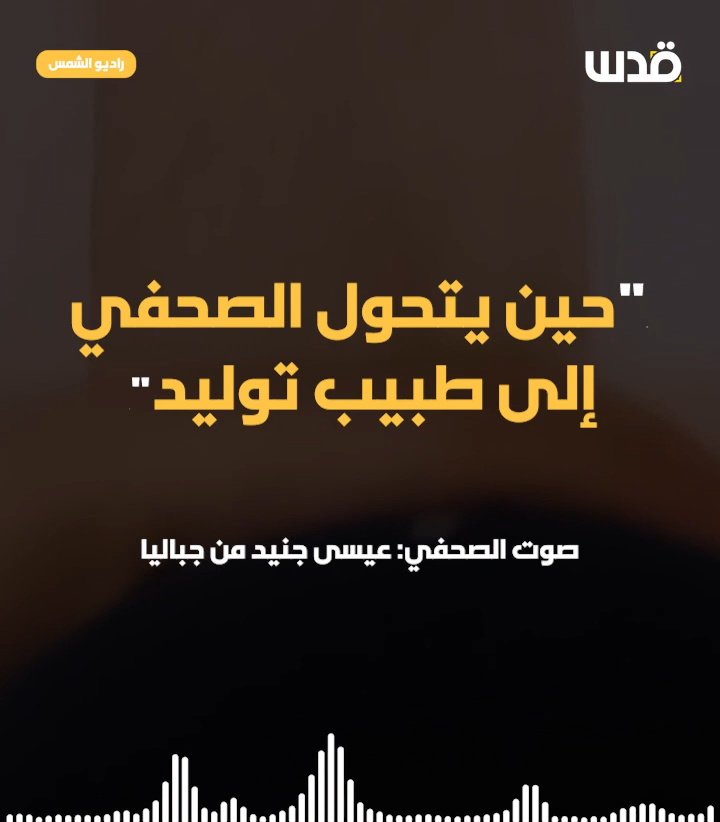 قدس
راديو الشمس
"حين يتحول الصحفي
إلى طبيب توليد"
صوت الصحفي: عيسى جنيد من جباليا